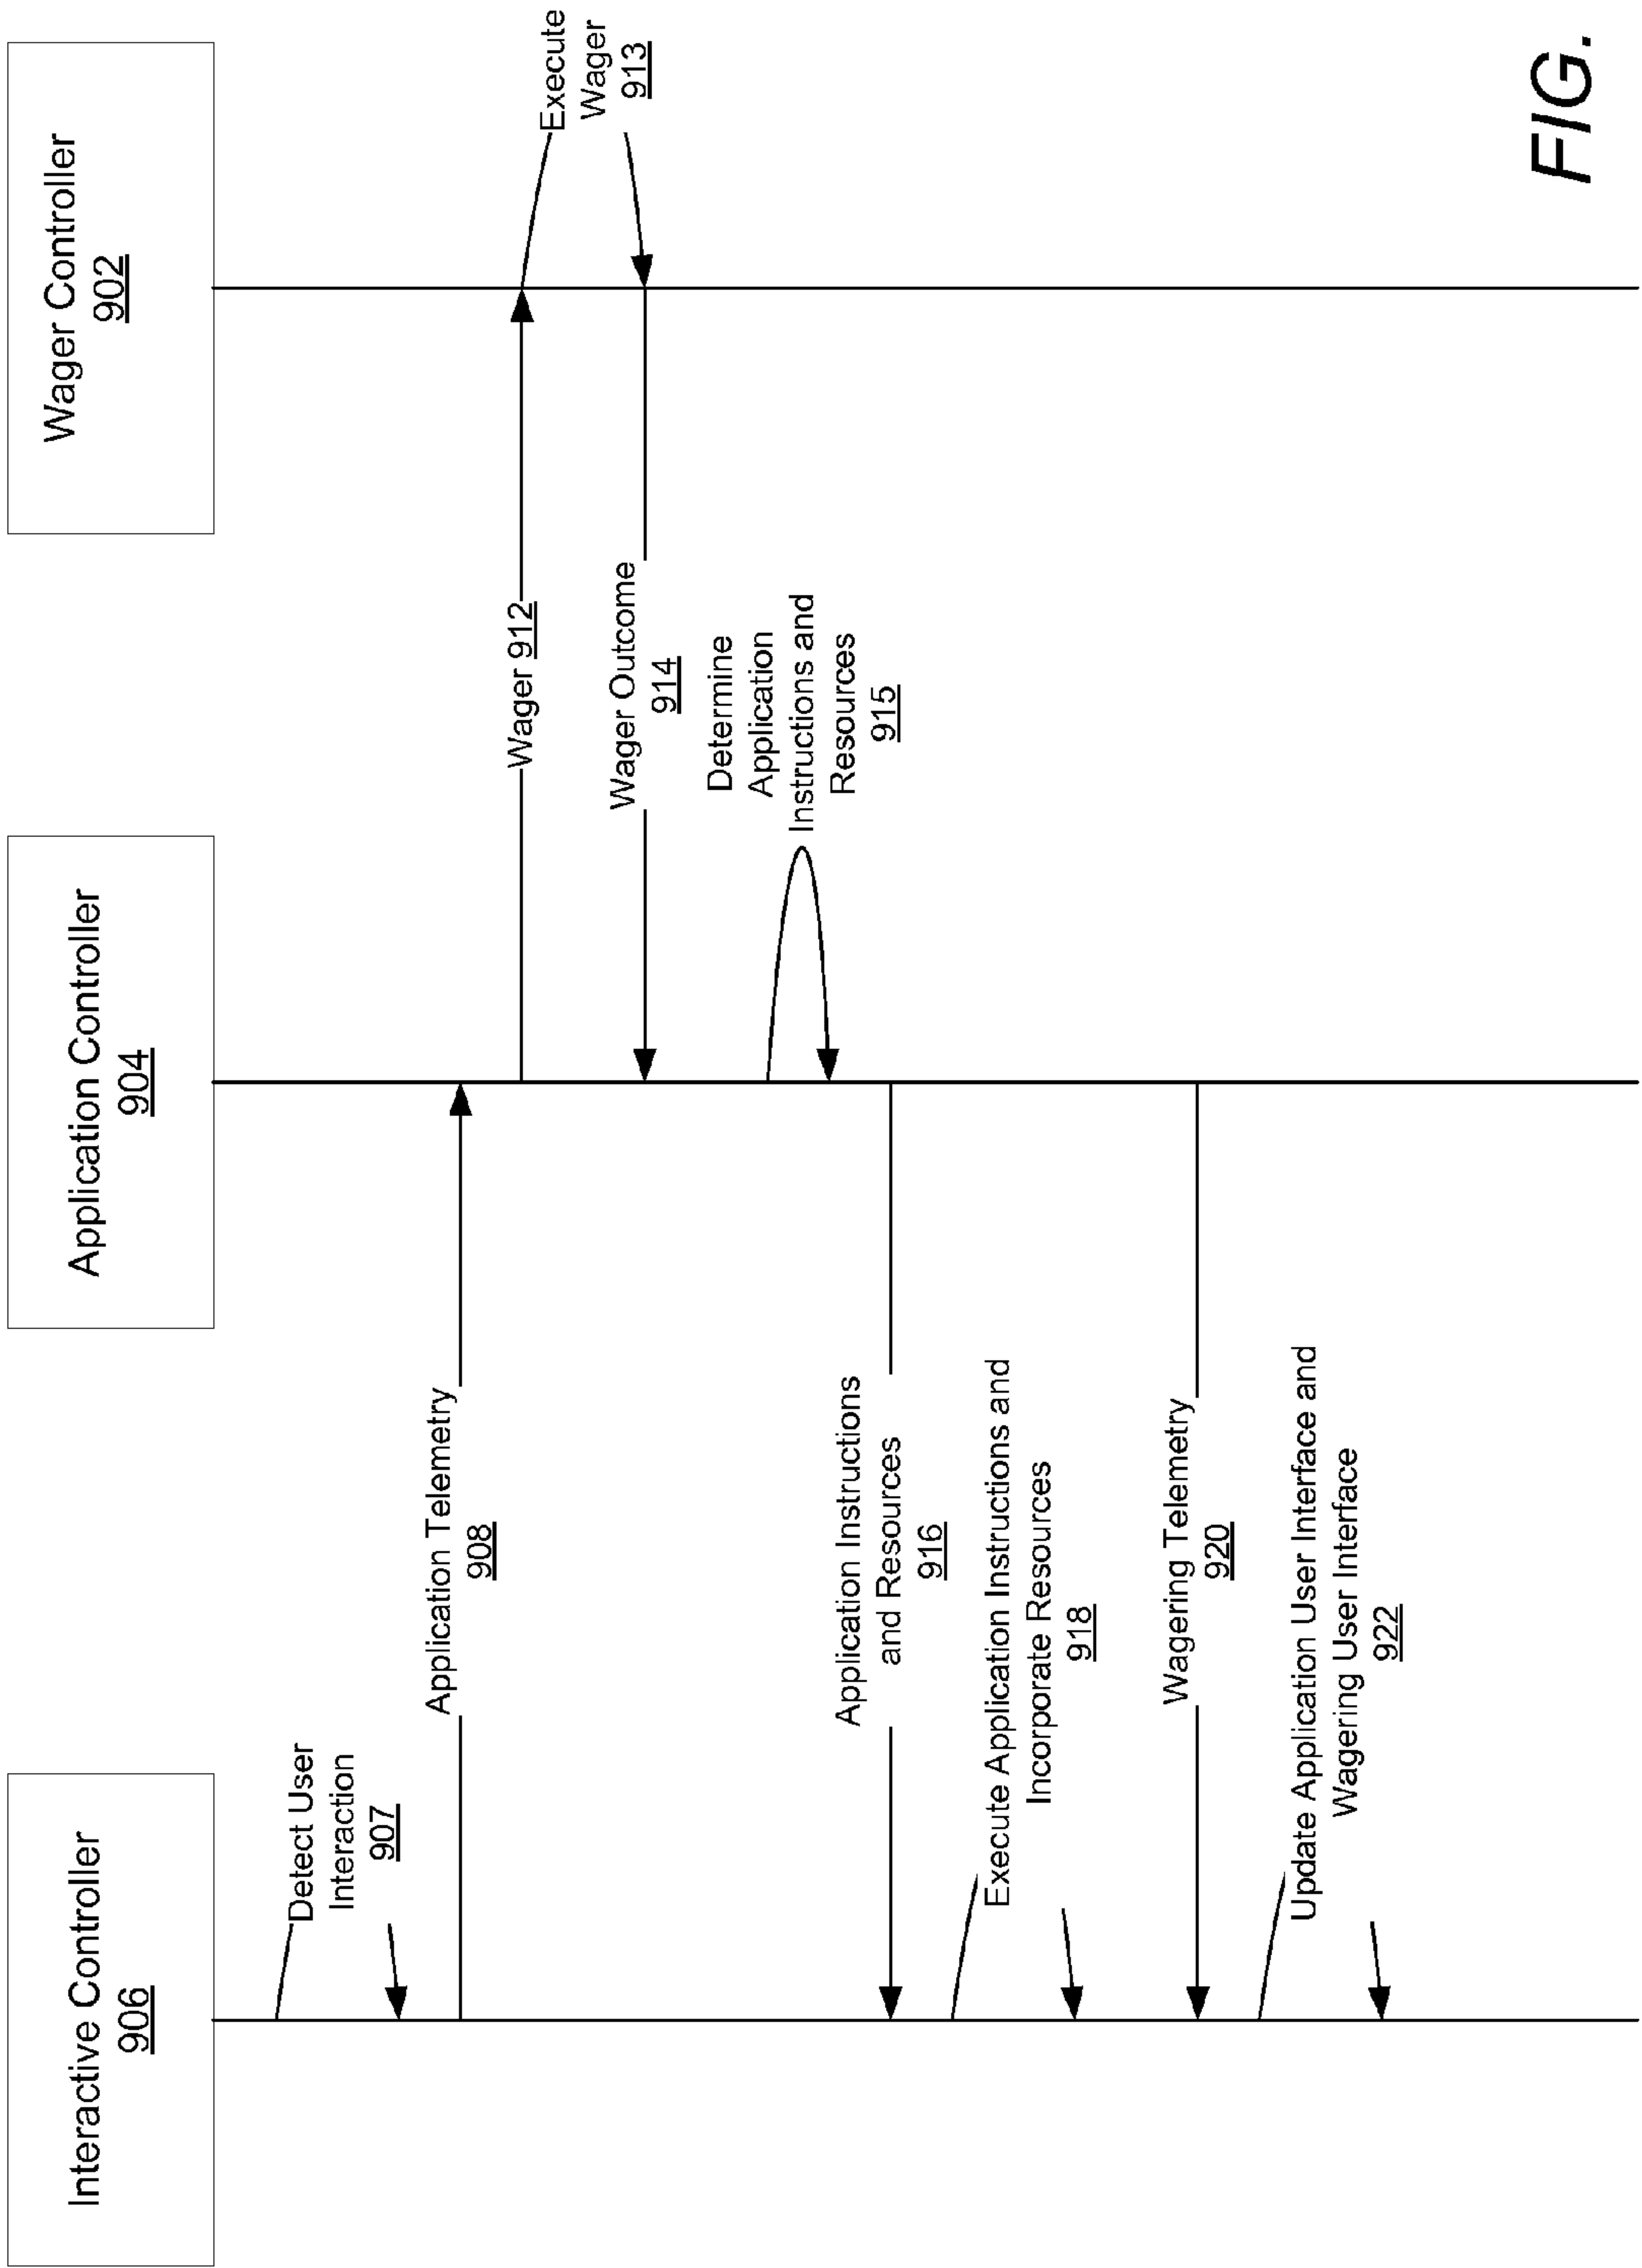 Interactive Controller
906
Application Controller
904
Wager Controller
902
Detect User
Interaction
907
Application Telemetry
908
Wager 912
Execute
Wager
913
Wager Outcome
914
Determine
Application
Instructions and
Resources
915
Application Instructions
and Resources
916
Execute Application Instructions and
Incorporate Resources
918
Wagering Telemetry
920
Update Application User Interface and
Wagering User Interface
922
FIG.